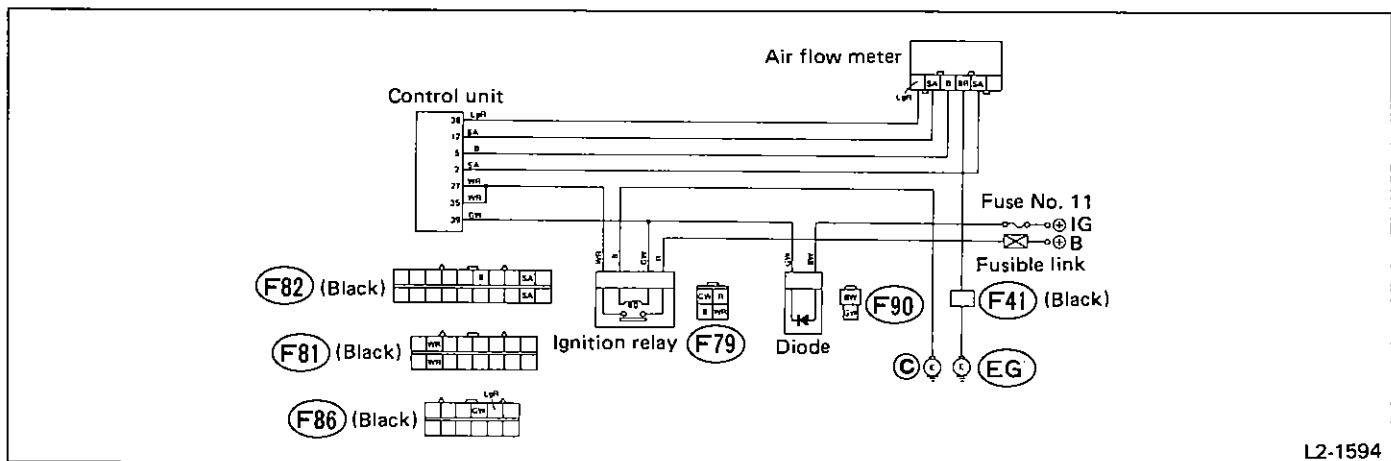 Air flow meter
LgR SA B BR SA
Control unit
38 LgR
12 SA
5 B
2 SA
27 WR
35 WR
39 GW
Fuse No. 11
IG
B
Fusible link
WR B GW R
GW BW
F82 (Black)
B SA
SA
F81 (Black)
WR
WR
F86 (Black)
LgR
GW
Ignition relay
F79
GW R
B WR
Diode
F90
BW
GW
F41 (Black)
C E
E EG
L2-1594